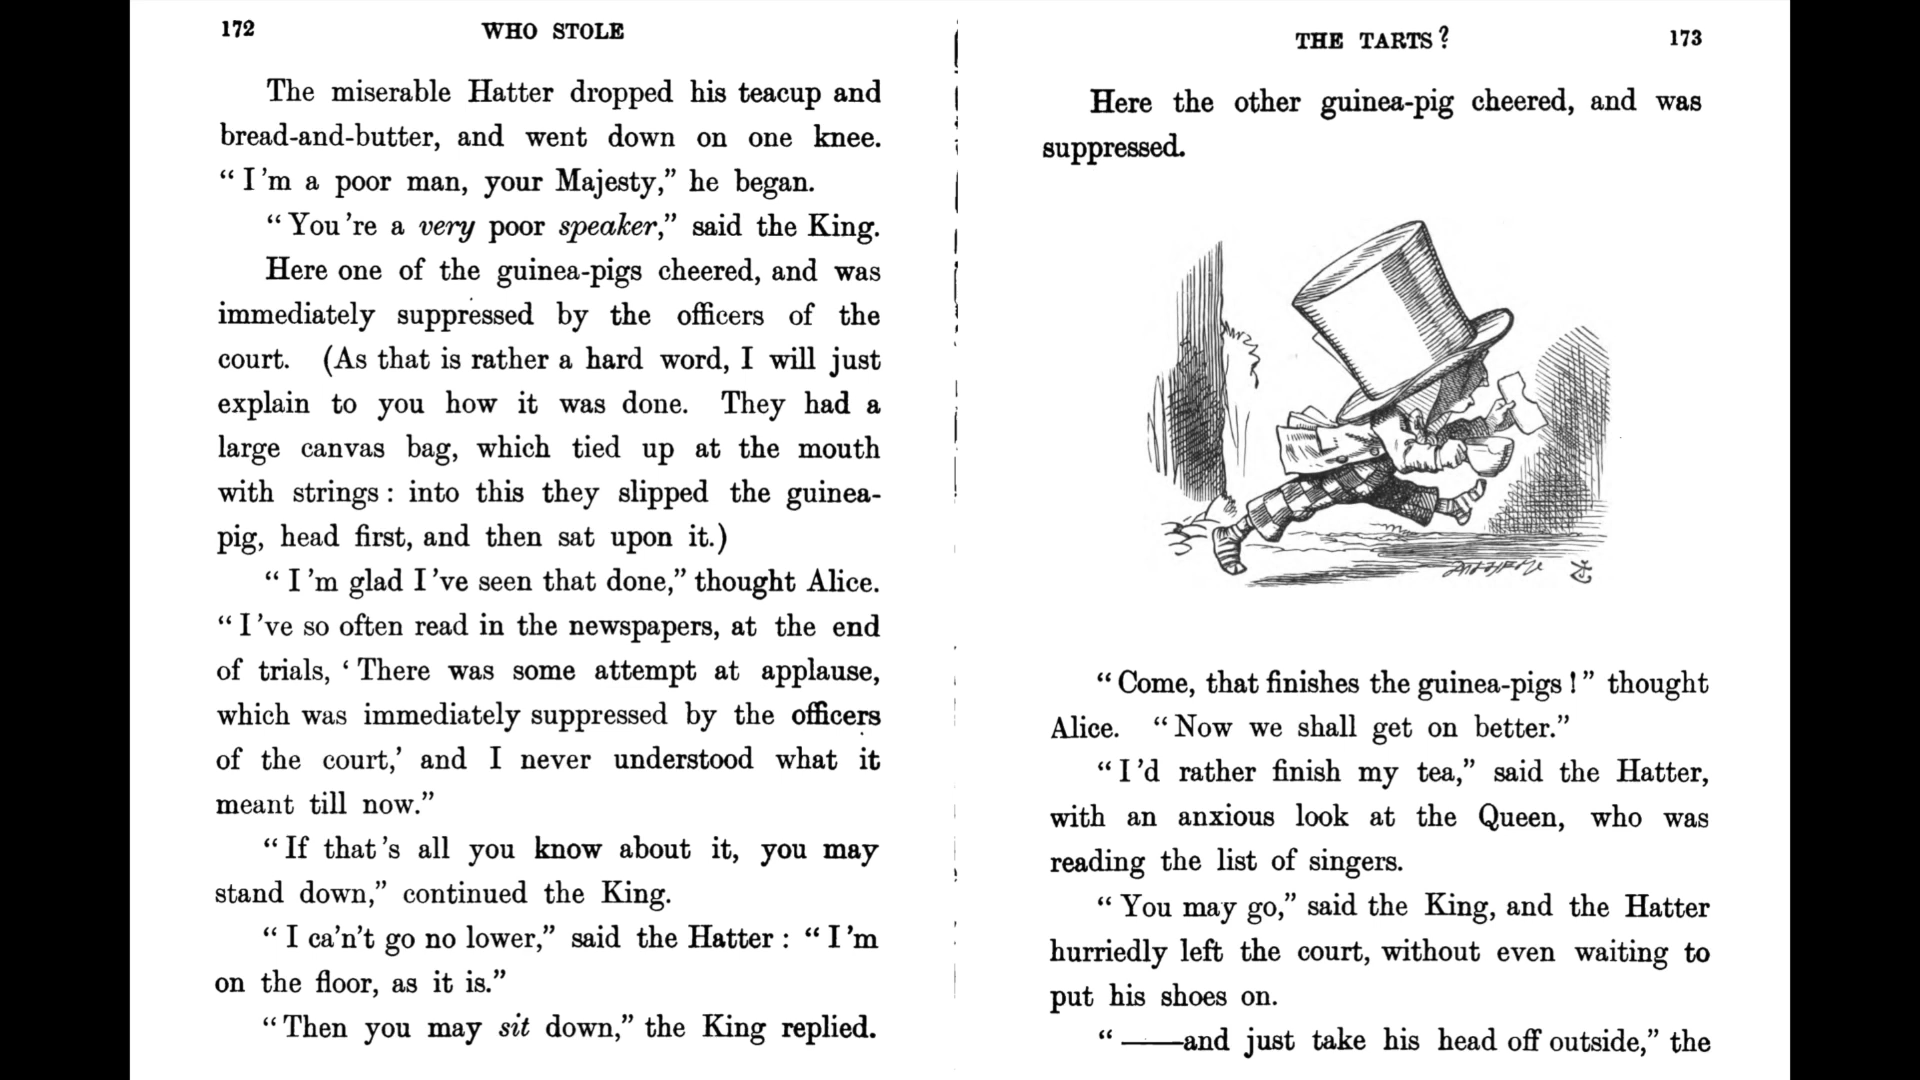 172 WHO STOLE
The miserable Hatter dropped his teacup and
bread-and-butter, and went down on one knee.
“I’m a poor man, your Majesty,” he began.
“You’re a very poor speaker,” said the King.
Here one of the guinea-pigs cheered, and was
immediately suppressed by the officers of the
court. (As that is rather a hard word, I will just
explain to you how it was done. They had a
large canvas bag, which tied up at the mouth
with strings: into this they slipped the guinea-
pig, head first, and then sat upon it.)
“I’m glad I’ve seen that done,” thought Alice.
“I’ve so often read in the newspapers, at the end
of trials, ‘There was some attempt at applause,
which was immediately suppressed by the officers
of the court,’ and I never understood what it
meant till now.”
“If that’s all you know about it, you may
stand down,” continued the King.
“I ca’n’t go no lower,” said the Hatter: “I’m
on the floor, as it is.”
“Then you may sit down,” the King replied.
THE TARTS? 173
Here the other guinea-pig cheered, and was
suppressed.
“Come, that finishes the guinea-pigs!” thought
Alice. “Now we shall get on better.”
“I’d rather finish my tea,” said the Hatter,
with an anxious look at the Queen, who was
reading the list of singers.
“You may go,” said the King, and the Hatter
hurriedly left the court, without even waiting to
put his shoes on.
“——and just take his head off outside,” the